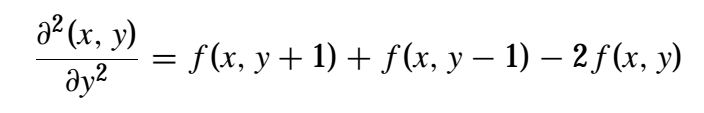 ∂²(x, y)/∂y² = f(x, y + 1) + f(x, y − 1) − 2f(x, y)